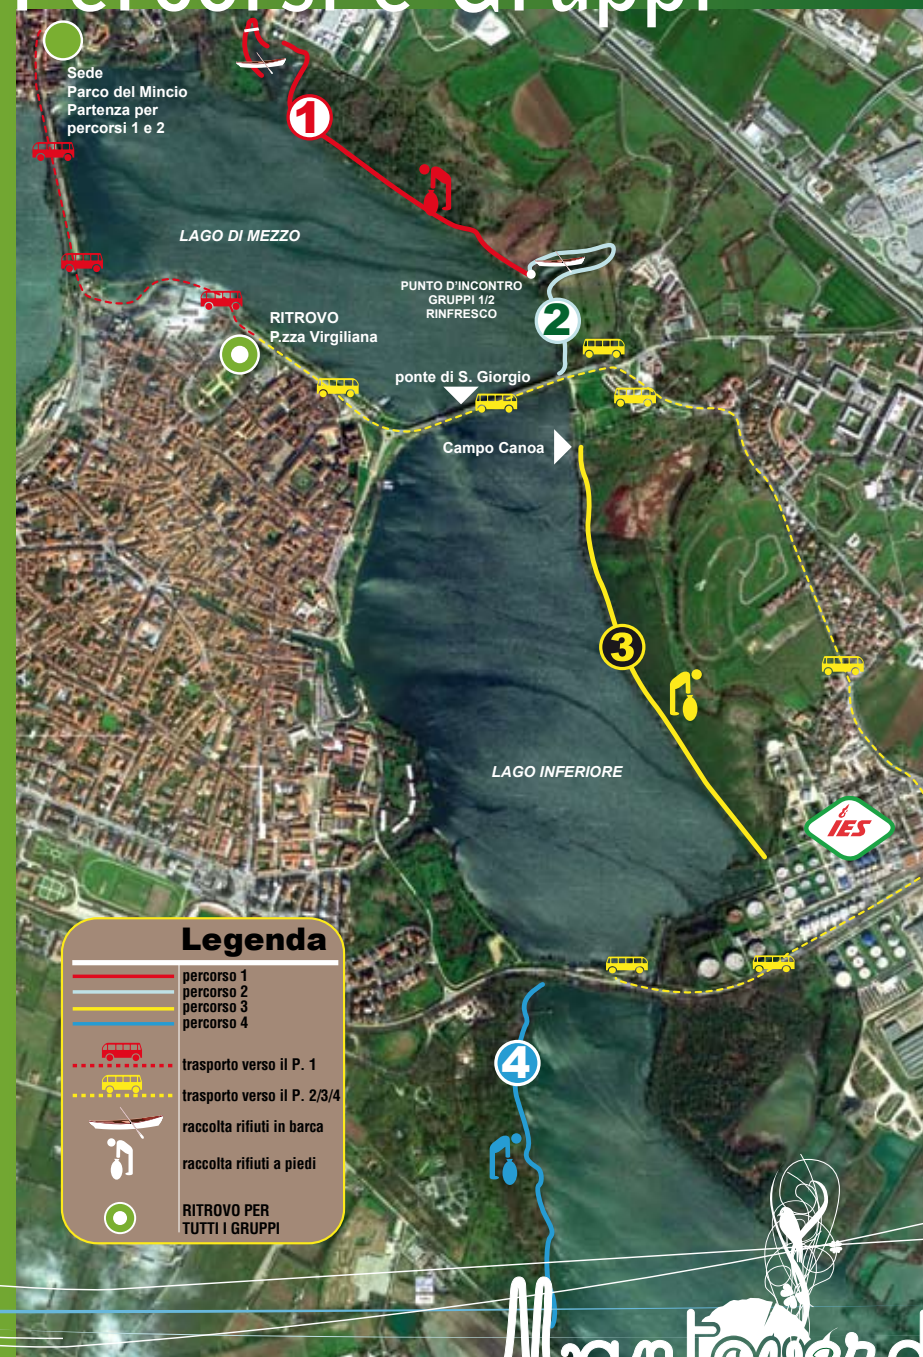 Percorsi e Gruppi
Sede
Parco del Mincio
Partenza per
percorsi 1 e 2
1
LAGO DI MEZZO
PUNTO D'INCONTRO
GRUPPI 1/2
RINFRESCO
2
RITROVO
P.zza Virgiliana
ponte di S. Giorgio
Campo Canoa
3
LAGO INFERIORE
IES
Legenda
percorso 1
percorso 2
percorso 3
percorso 4
trasporto verso il P. 1
trasporto verso il P. 2/3/4
raccolta rifiuti in barca
raccolta rifiuti a piedi
RITROVO PER
TUTTI I GRUPPI
4